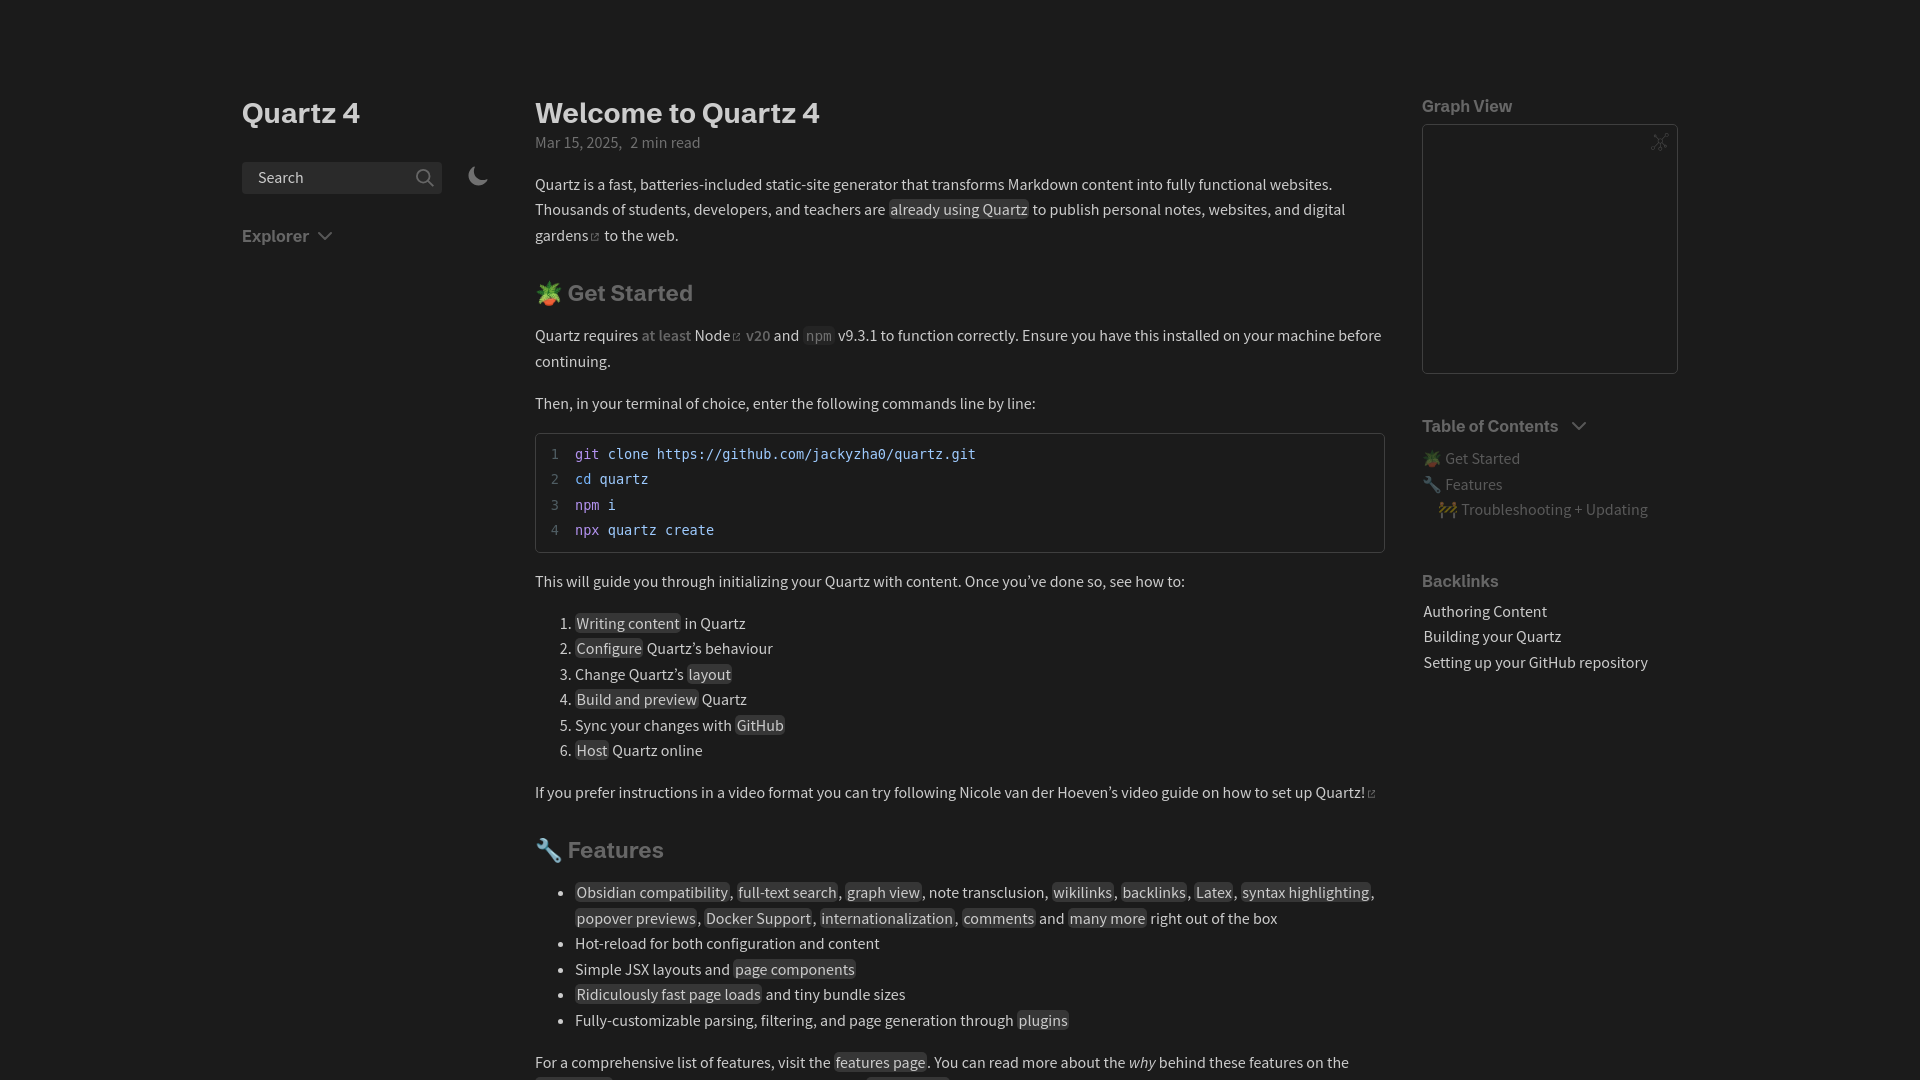 Quartz 4
Search
Explorer
Welcome to Quartz 4
Mar 15, 2025, 2 min read
Quartz is a fast, batteries-included static-site generator that transforms Markdown content into fully functional websites.
Thousands of students, developers, and teachers are already using Quartz to publish personal notes, websites, and digital
gardens to the web.
🪴 Get Started
Quartz requires at least Node v20 and npm v9.3.1 to function correctly. Ensure you have this installed on your machine before
continuing.
Then, in your terminal of choice, enter the following commands line by line:
1 git clone https://github.com/jackyzha0/quartz.git
2 cd quartz
3 npm i
4 npx quartz create
This will guide you through initializing your Quartz with content. Once you’ve done so, see how to:
1. Writing content in Quartz
2. Configure Quartz’s behaviour
3. Change Quartz’s layout
4. Build and preview Quartz
5. Sync your changes with GitHub
6. Host Quartz online
If you prefer instructions in a video format you can try following Nicole van der Hoeven’s video guide on how to set up Quartz!
🔧 Features
• Obsidian compatibility, full-text search, graph view, note transclusion, wikilinks, backlinks, Latex, syntax highlighting,
popover previews, Docker Support, internationalization, comments and many more right out of the box
• Hot-reload for both configuration and content
• Simple JSX layouts and page components
• Ridiculously fast page loads and tiny bundle sizes
• Fully-customizable parsing, filtering, and page generation through plugins
For a comprehensive list of features, visit the features page. You can read more about the why behind these features on the
Graph View
Table of Contents
🪴 Get Started
🔧 Features
🚧 Troubleshooting + Updating
Backlinks
Authoring Content
Building your Quartz
Setting up your GitHub repository